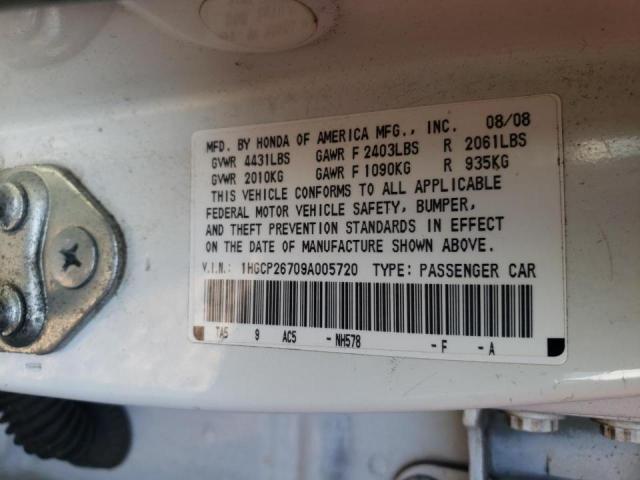 MFD. BY HONDA OF AMERICA MFG., INC. 08/08
GVWR 4431LBS GAWR F 2403LBS R 2061LBS
GVWR 2010KG GAWR F 1090KG R 935KG
THIS VEHICLE CONFORMS TO ALL APPLICABLE
FEDERAL MOTOR VEHICLE SAFETY, BUMPER,
AND THEFT PREVENTION STANDARDS IN EFFECT
ON THE DATE OF MANUFACTURE SHOWN ABOVE.
V.I.N.: 1HGCP26709A005720 TYPE: PASSENGER CAR
TA5 9 AC5 -NH578 -F -A